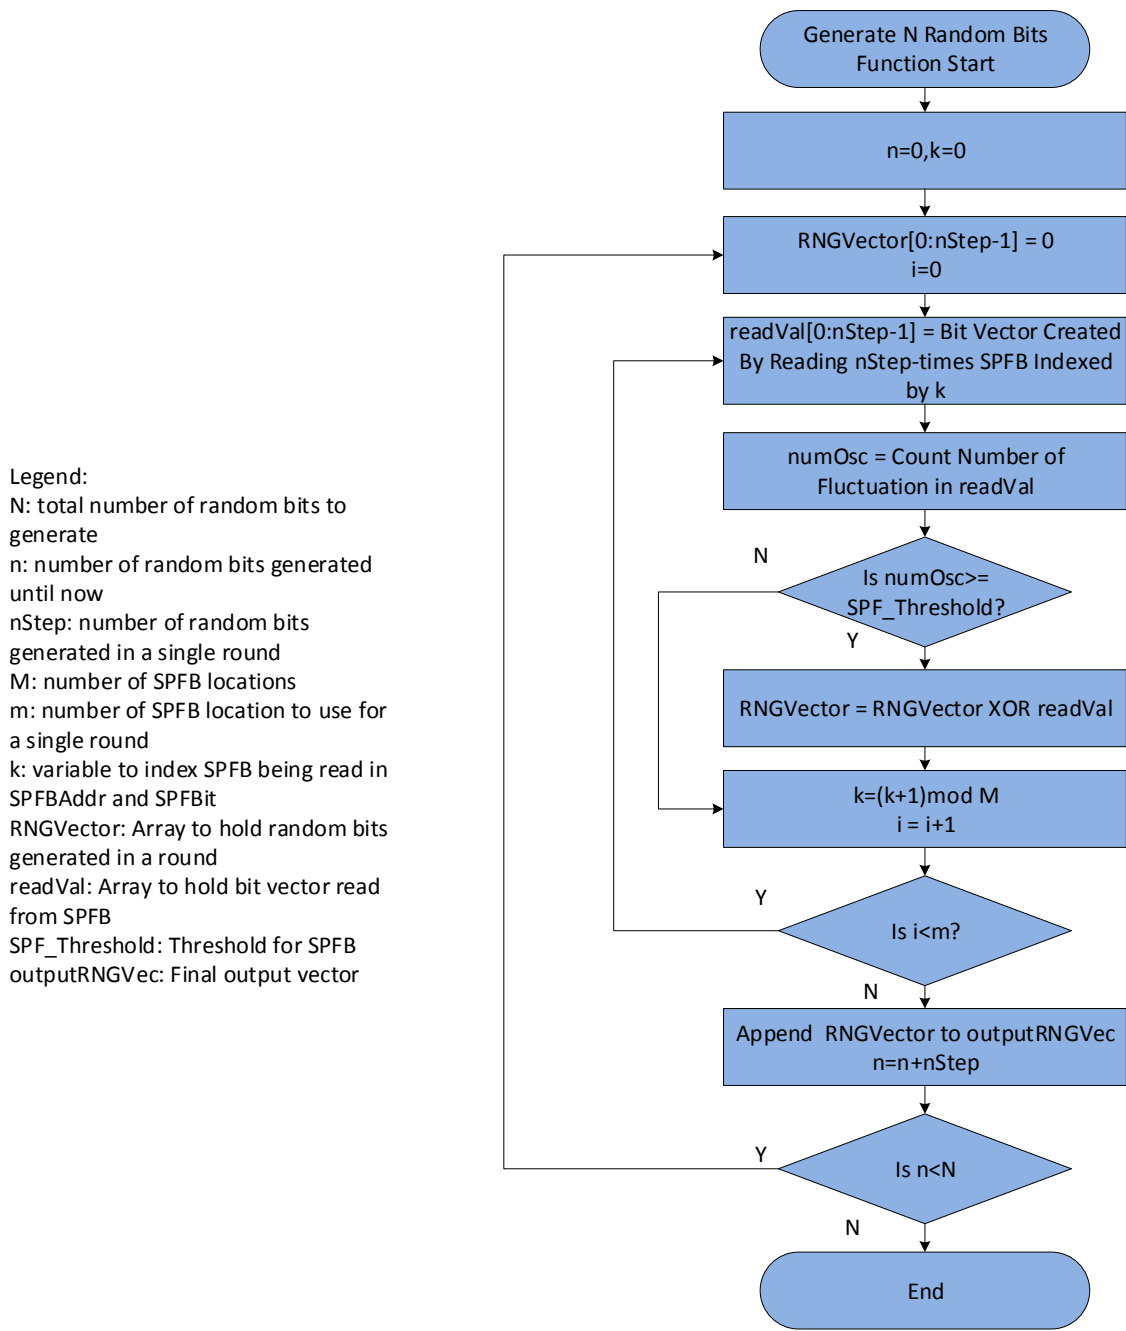 Generate N Random Bits
Function Start
n=0,k=0
RNGVector[0:nStep-1] = 0
i=0
readVal[0:nStep-1] = Bit Vector Created
By Reading nStep-times SPFB Indexed
by k
numOsc = Count Number of
Fluctuation in readVal
N
Is numOsc>=
SPF_Threshold?
Y
RNGVector = RNGVector XOR readVal
k=(k+1)mod M
i = i+1
Y
Is i<m?
N
Append  RNGVector to outputRNGVec
n=n+nStep
Y
Is n<N
N
End
Legend:
N: total number of random bits to
generate
n: number of random bits generated
until now
nStep: number of random bits
generated in a single round
M: number of SPFB locations
m: number of SPFB location to use for
a single round
k: variable to index SPFB being read in
SPFBAddr and SPFBit
RNGVector: Array to hold random bits
generated in a round
readVal: Array to hold bit vector read
from SPFB
SPF_Threshold: Threshold for SPFB
outputRNGVec: Final output vector